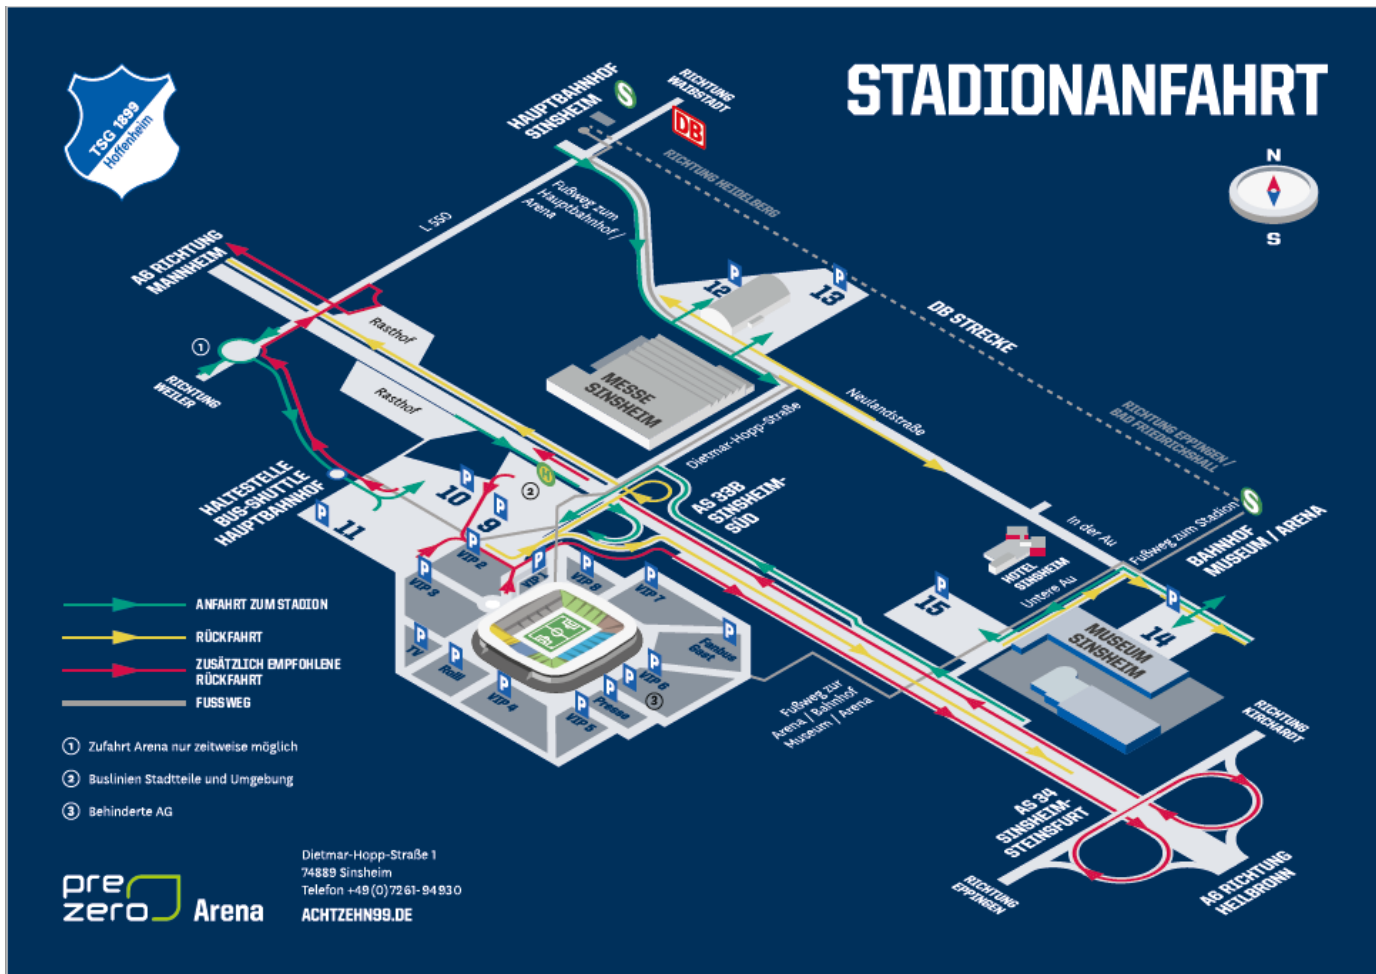 STADIONANFAHRT
TSG 1899
Hoffenheim
HAUPTBAHNHOF
SINSHEIM
S
RICHTUNG
WAIBSTADT
DB
RICHTUNG HEIDELBERG
N
S
L 550
Fußweg zum
Hauptbahnhof /
Arena
A6 RICHTUNG
MANNHEIM
P
12
P
13
DB STRECKE
Rasthof
1
RICHTUNG
WEILER
Rasthof
MESSE
SINSHEIM
Neulandstraße
Dietmar-Hopp-Straße
RICHTUNG EPPINGEN /
BAD FRIEDRICHSHALL
HALTESTELLE
BUS-SHUTTLE
HAUPTBAHNHOF
P
10
P
9
H
2
AS 33B
SINSHEIM-
SÜD
P
11
S
BAHNHOF
MUSEUM / ARENA
In der Au
Fußweg zum Stadion
HOTEL
SINSHEIM
Untere Au
P
VIP 2
P
VIP 1
P
VIP 8
P
VIP 7
P
VIP 3
P
15
P
14
MUSEUM
SINSHEIM
P
TV
P
Rolli
P
VIP 4
P
VIP 5
P
Presse
P
P
VIP 6
3
P
Fanbus
Gast
Fußweg zur
Arena / Bahnhof
Museum / Arena
ANFAHRT ZUM STADION
RÜCKFAHRT
ZUSÄTZLICH EMPFOHLENE
RÜCKFAHRT
FUSSWEG
1 Zufahrt Arena nur zeitweise möglich
2 Buslinien Stadtteile und Umgebung
3 Behinderte AG
RICHTUNG
KIRCHARDT
AS 34
SINSHEIM-
STEINSFURT
RICHTUNG
EPPINGEN
A6 RICHTUNG
HEILBRONN
pre
zero
Arena
Dietmar-Hopp-Straße 1
74889 Sinsheim
Telefon +49 (0) 7261-94930
ACHTZEHN99.DE